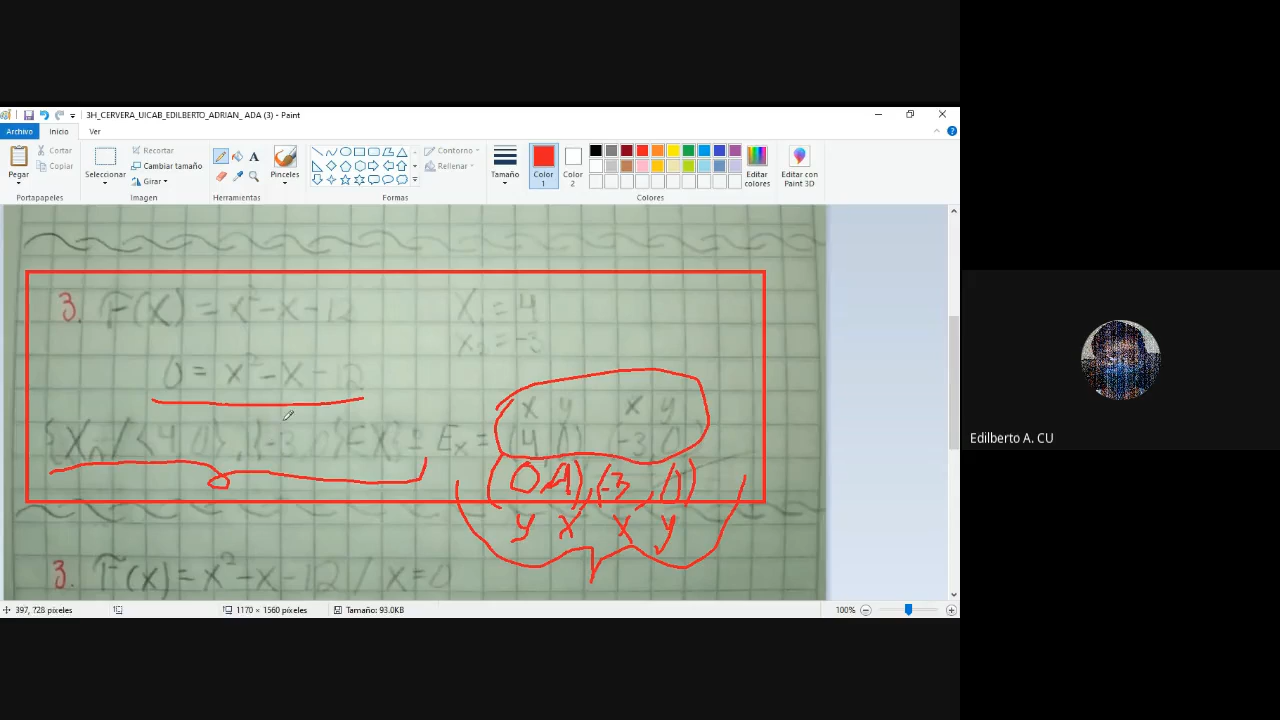 3H_CERVERA_UICAB_EDILBERTO_ADRIAN_ ADA (3) - Paint
Archivo Inicio Ver
Pegar
Cortar
Copiar
Portapapeles
Seleccionar
Recortar
Cambiar tamaño
Girar
Imagen
A
Herramientas
Pinceles
Contorno
Rellenar
Formas
Tamaño
Color 1
Color 2
Editar colores
Colores
Editar con Paint 3D
3. F(X) = x²-x-12 X₁ = 4
x₂ = -3
0 = x²-x-12
x y x y
Eₓ = (4,0) (-3,0)
(0,4),(-3,0)
y x x y
3. F(x) = x²-x-12 / x=0
397, 728 píxeles 1170 × 1560 píxeles Tamaño: 93.0KB 100%
Edilberto A. CU